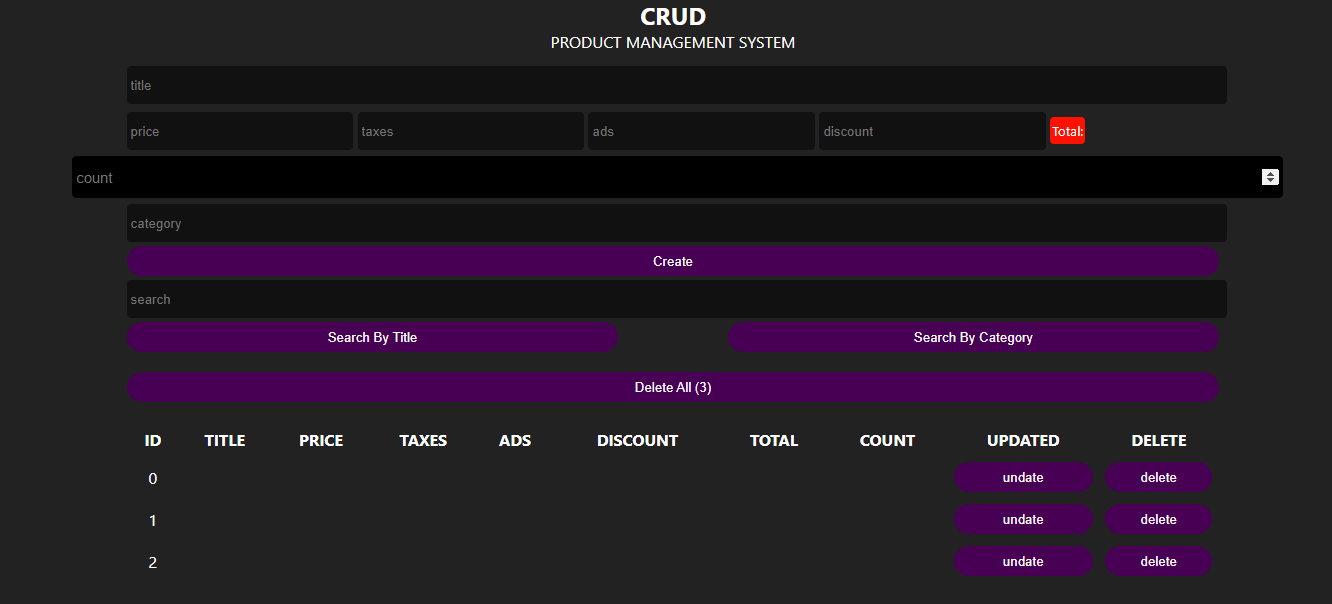 CRUD
PRODUCT MANAGEMENT SYSTEM
title
price taxes ads discount Total:
count
category
Create
search
Search By Title Search By Category
Delete All (3)
ID TITLE PRICE TAXES ADS DISCOUNT TOTAL COUNT UPDATED DELETE
0 undate delete
1 undate delete
2 undate delete